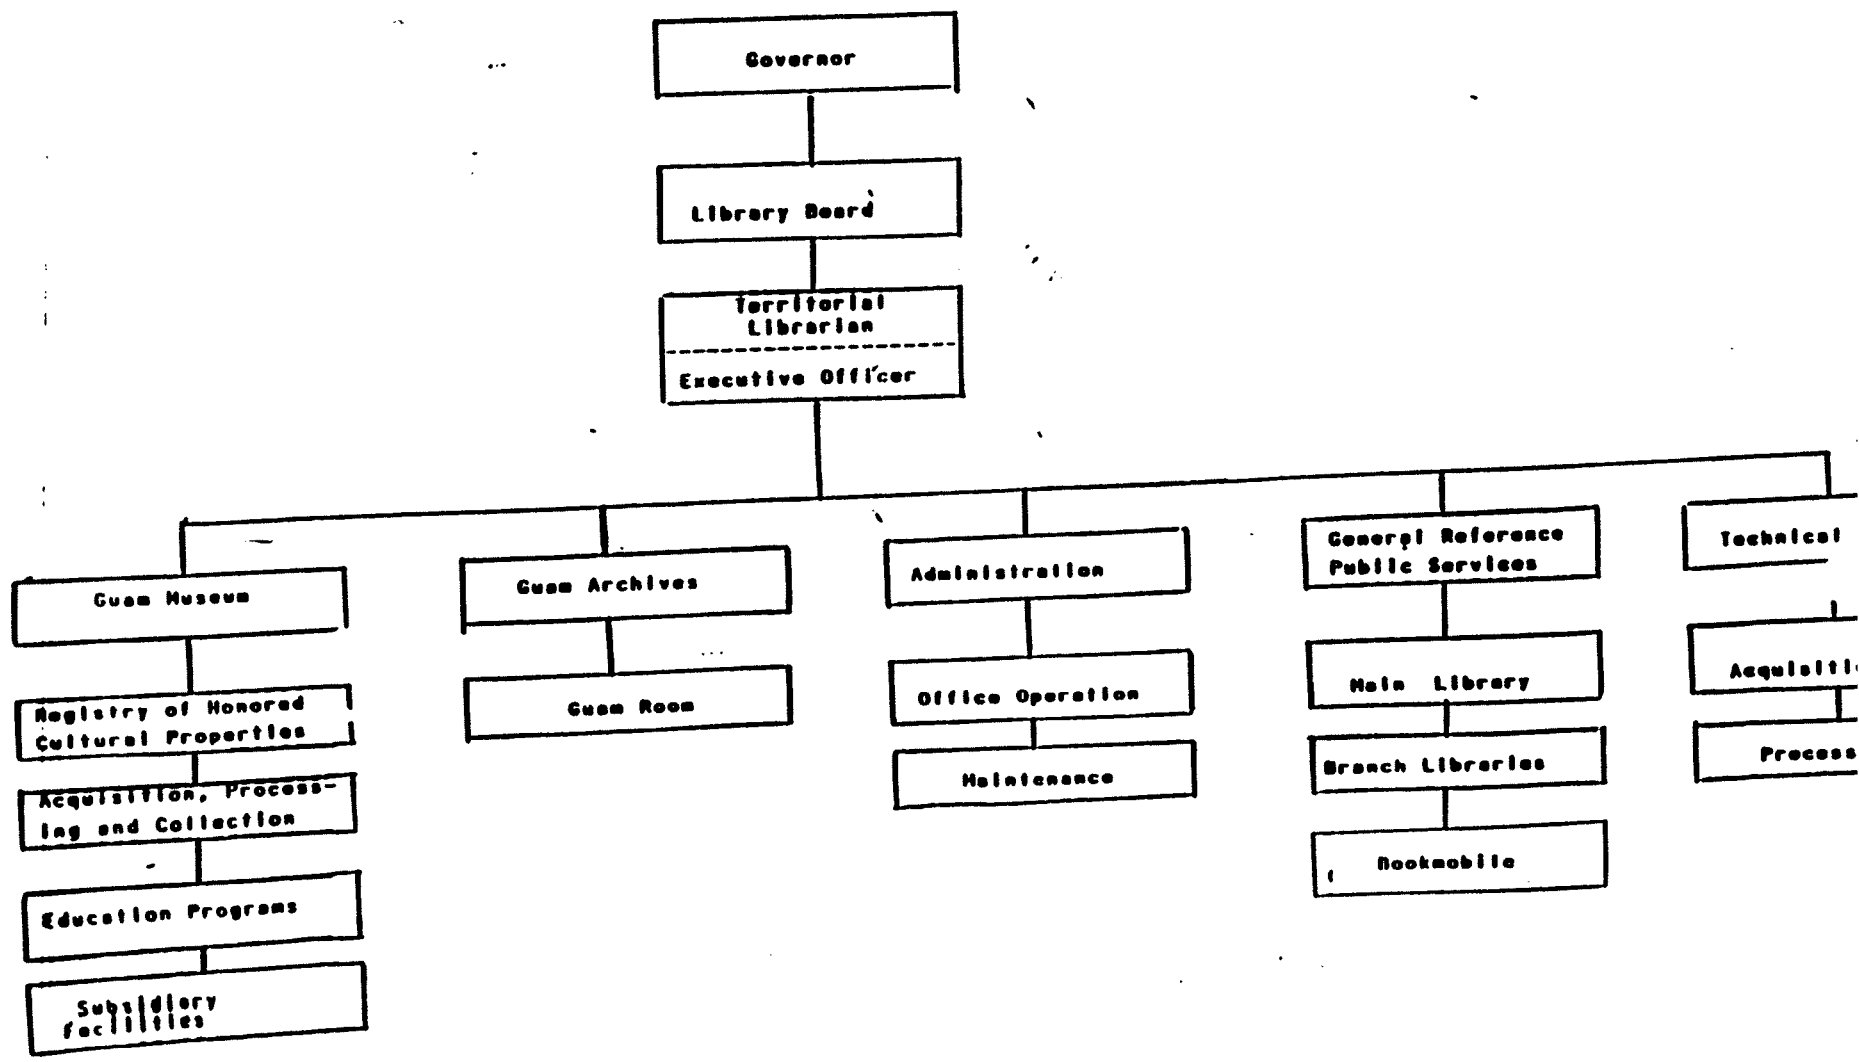 Governor
Library Board
Territorial
Librarian
Executive Officer
Guam Museum
Registry of Honored
Cultural Properties
Acquisition, Process-
ing and Collection
Education Programs
Subsidiary
facilities
Guam Archives
Guam Room
Administration
Office Operation
Maintenance
General Reference
Public Services
Main Library
Branch Libraries
Bookmobile
Technical